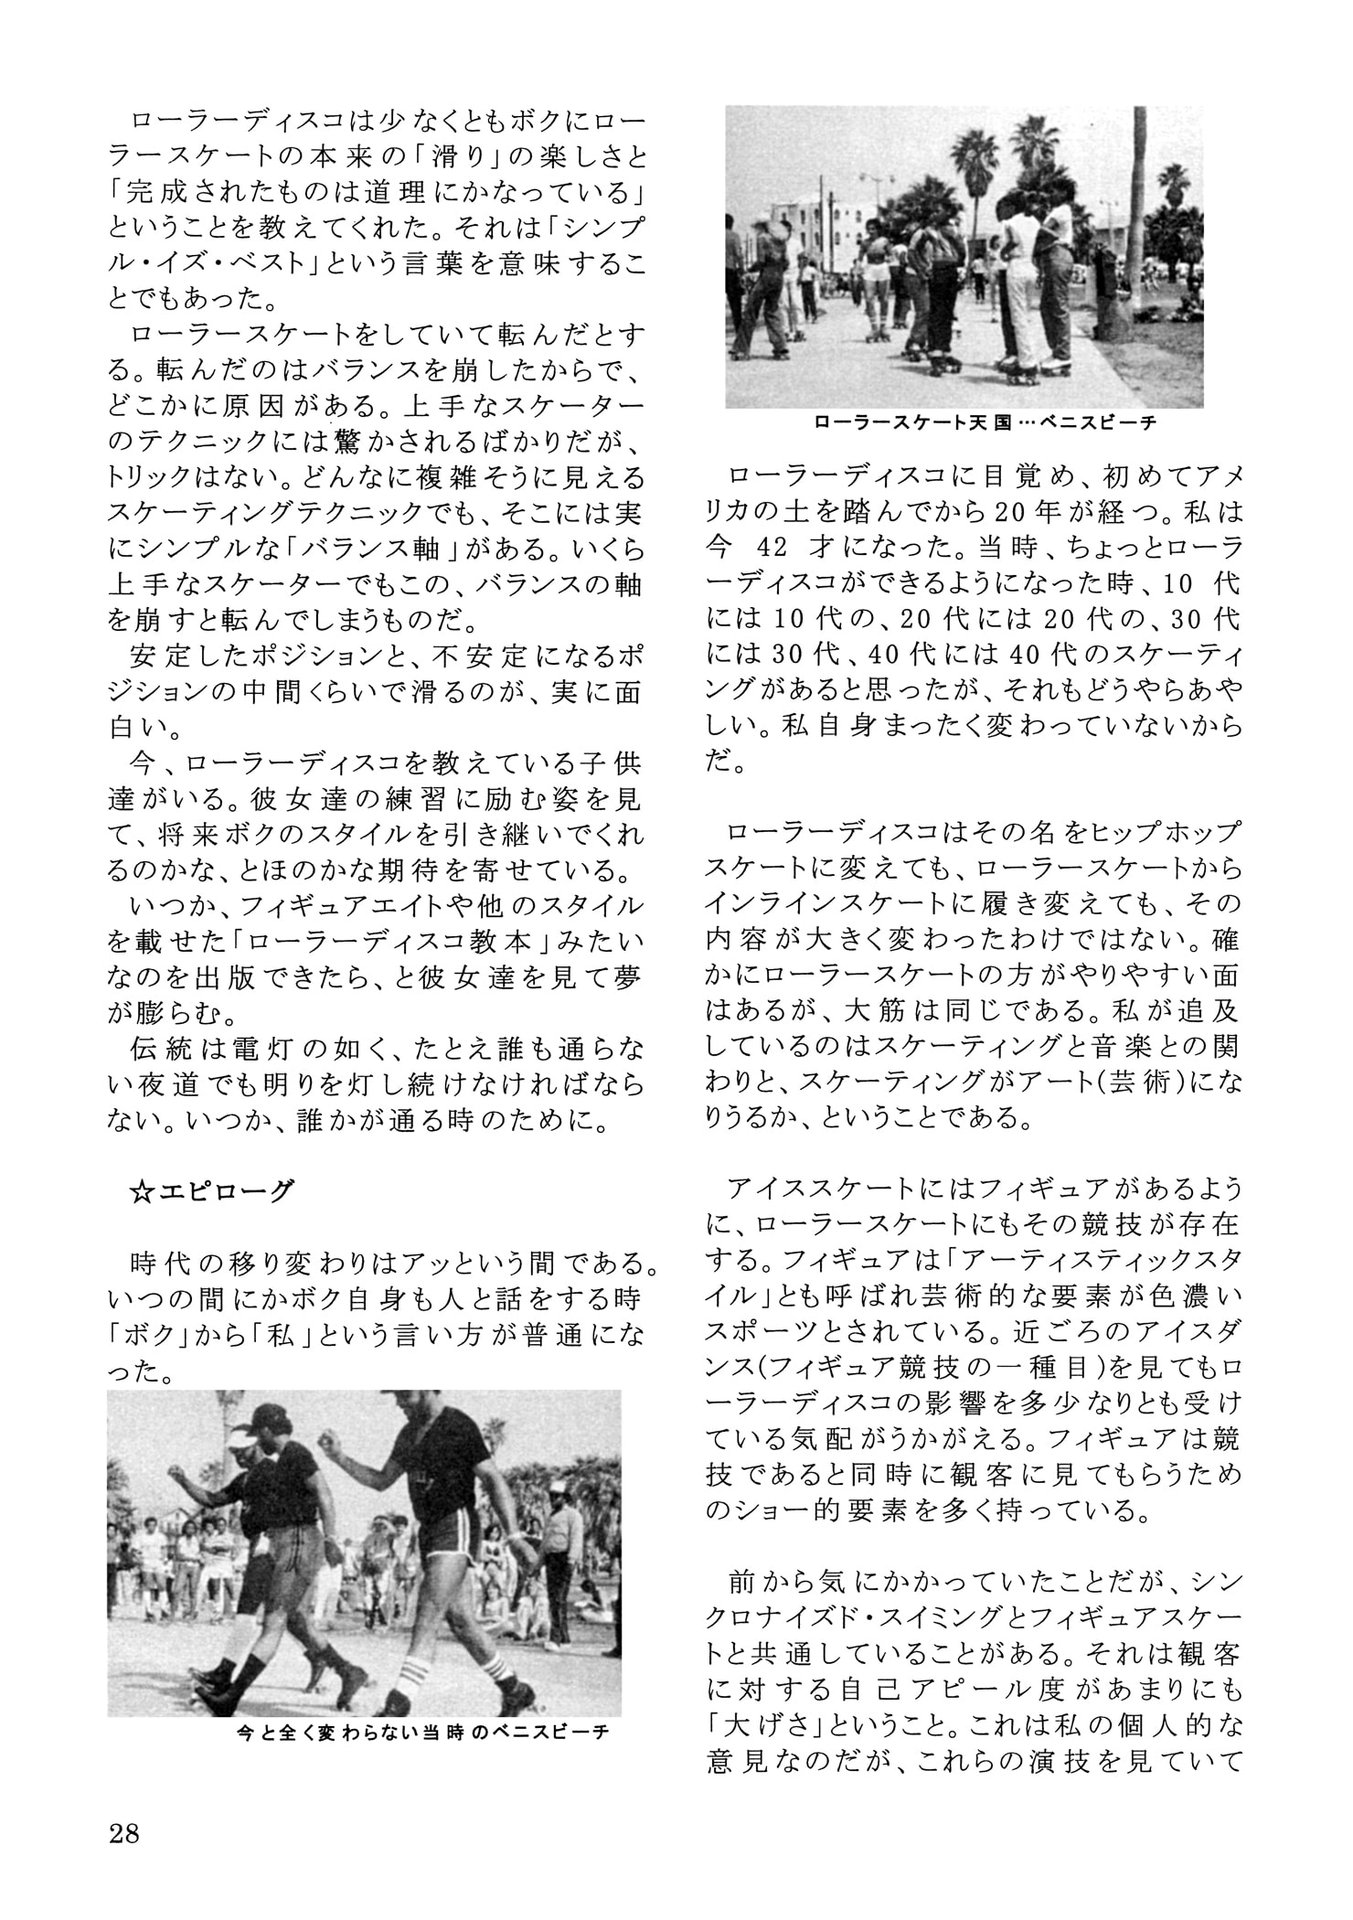 ローラーディスコは少なくともボクにロー
ラースケートの本来の「滑り」の楽しさと
「完成されたものは道理にかなっている」
ということを教えてくれた。それは「シンプ
ル・イズ・ベスト」という言葉を意味するこ
とでもあった。
ローラースケートをしていて転んだとす
る。転んだのはバランスを崩したからで、
どこかに原因がある。上手なスケーター
のテクニックには驚かされるばかりだが、
トリックはない。どんなに複雑そうに見える
スケーティングテクニックでも、そこには実
にシンプルな「バランス軸」がある。いくら
上手なスケーターでもこの、バランスの軸
を崩すと転んでしまうものだ。
安定したポジションと、不安定になるポ
ジションの中間くらいで滑るのが、実に面
白い。
今、ローラーディスコを教えている子供
達がいる。彼女達の練習に励む姿を見
て、将来ボクのスタイルを引き継いでくれ
るのかな、とほのかな期待を寄せている。
いつか、フィギュアエイトや他のスタイル
を載せた「ローラーディスコ教本」みたい
なのを出版できたら、と彼女達を見て夢
が膨らむ。
伝統は電灯の如く、たとえ誰も通らな
い夜道でも明りを灯し続けなければなら
ない。いつか、誰かが通る時のために。
☆エピローグ
時代の移り変わりはアッという間である。
いつの間にかボク自身も人と話をする時
「ボク」から「私」という言い方が普通にな
った。
今と全く変わらない当時のベニスビーチ
ローラースケート天国…ベニスビーチ
ローラーディスコに目覚め、初めてアメ
リカの土を踏んでから20年が経つ。私は
今 42 才になった。当時、ちょっとローラ
ーディスコができるようになった時、10 代
には 10 代の、20 代には 20 代の、30 代
には 30 代、40 代には 40 代のスケーティ
ングがあると思ったが、それもどうやらあや
しい。私自身まったく変わっていないから
だ。
ローラーディスコはその名をヒップホップ
スケートに変えても、ローラースケートから
インラインスケートに履き変えても、その
内容が大きく変わったわけではない。確
かにローラースケートの方がやりやすい面
はあるが、大筋は同じである。私が追及
しているのはスケーティングと音楽との関
わりと、スケーティングがアート(芸術)にな
りうるか、ということである。
アイススケートにはフィギュアがあるよう
に、ローラースケートにもその競技が存在
する。フィギュアは「アーティスティックスタ
イル」とも呼ばれ芸術的な要素が色濃い
スポーツとされている。近ごろのアイスダ
ンス(フィギュア競技の一種目)を見てもロ
ーラーディスコの影響を多少なりとも受け
ている気配がうかがえる。フィギュアは競
技であると同時に観客に見てもらうため
のショー的要素を多く持っている。
前から気にかかっていたことだが、シン
クロナイズド・スイミングとフィギュアスケー
トと共通していることがある。それは観客
に対する自己アピール度があまりにも
「大げさ」ということ。これは私の個人的な
意見なのだが、これらの演技を見ていて
28